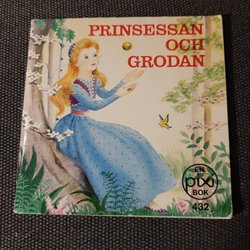 PRINSESSAN
OCH
GRODAN
EN
pixi
BOK
432